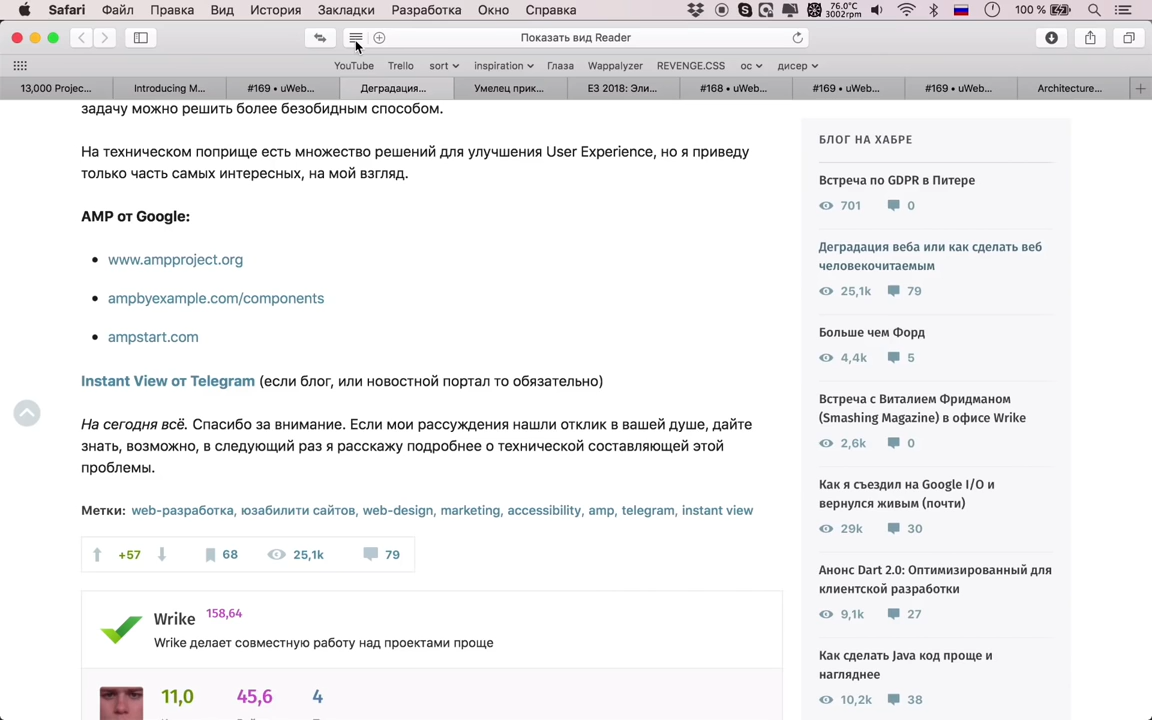 Safari Файл Правка Вид История Закладки Разработка Окно Справка 76.0°C 3002rpm 100 %
Показать вид Reader
YouTube Trello sort inspiration Глаза Wappalyzer REVENGE.CSS ос дисер
13,000 Projec... Introducing M... #169 • uWeb... Деградация... Умелец прик... E3 2018: Эли... #168 • uWeb... #169 • uWeb... #169 • uWeb... Architecture...
задачу можно решить более безобидным способом.
На техническом поприще есть множество решений для улучшения User Experience, но я приведу
только часть самых интересных, на мой взгляд.
AMP от Google:
www.ampproject.org
ampbyexample.com/components
ampstart.com
Instant View от Telegram (если блог, или новостной портал то обязательно)
На сегодня всё. Спасибо за внимание. Если мои рассуждения нашли отклик в вашей душе, дайте
знать, возможно, в следующий раз я расскажу подробнее о технической составляющей этой
проблемы.
Метки: web-разработка, юзабилити сайтов, web-design, marketing, accessibility, amp, telegram, instant view
+57 68 25,1k 79
Wrike 158,64
Wrike делает совместную работу над проектами проще
11,0 45,6 4
БЛОГ НА ХАБРЕ
Встреча по GDPR в Питере
701 0
Деградация веба или как сделать веб
человекочитаемым
25,1k 79
Больше чем Форд
4,4k 5
Встреча с Виталием Фридманом
(Smashing Magazine) в офисе Wrike
2,6k 0
Как я съездил на Google I/O и
вернулся живым (почти)
29k 30
Анонс Dart 2.0: Оптимизированный для
клиентской разработки
9,1k 27
Как сделать Java код проще и
нагляднее
10,2k 38